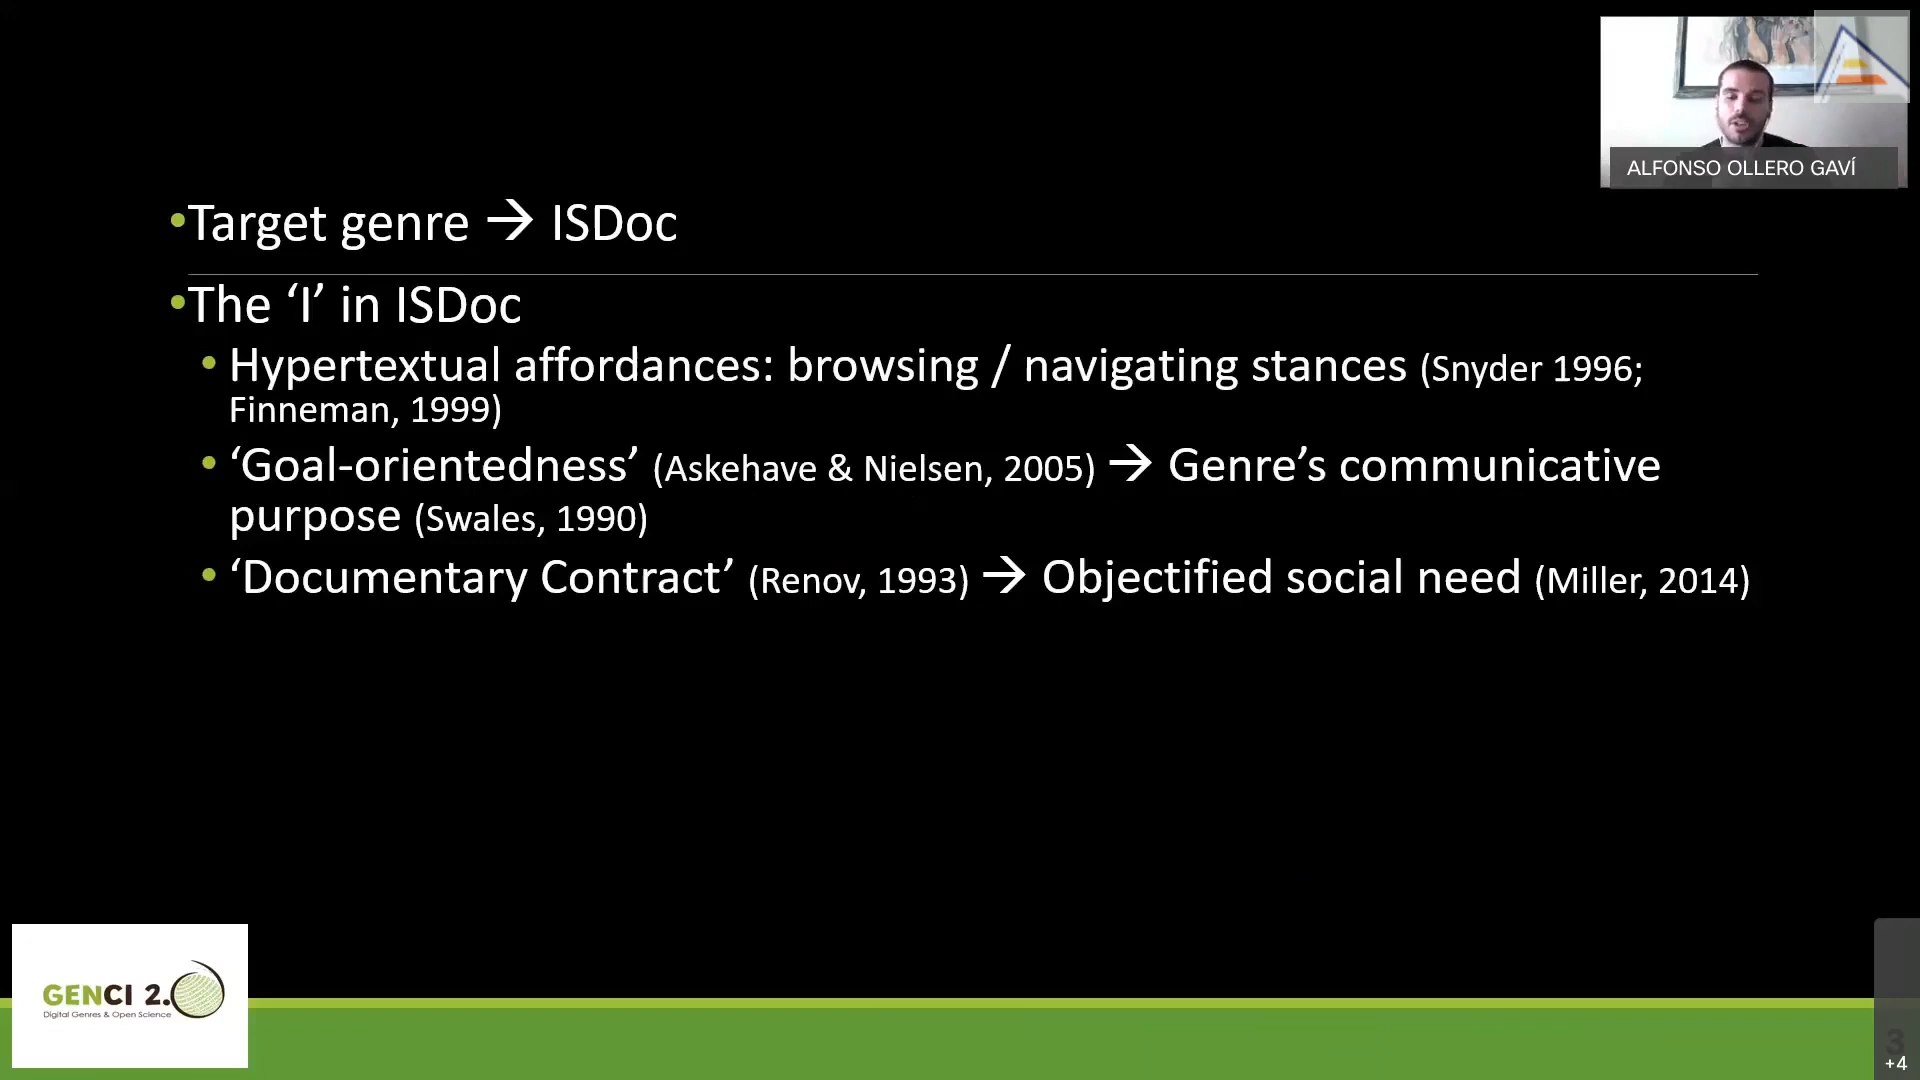 ALFONSO OLLERO GAVÍ
•Target genre → ISDoc
•The ‘I’ in ISDoc
• Hypertextual affordances: browsing / navigating stances (Snyder 1996;
Finneman, 1999)
• ‘Goal-orientedness’ (Askehave & Nielsen, 2005) → Genre’s communicative
purpose (Swales, 1990)
• ‘Documentary Contract’ (Renov, 1993) → Objectified social need (Miller, 2014)
GENCI 2.0
Digital Genres & Open Science
3
+4